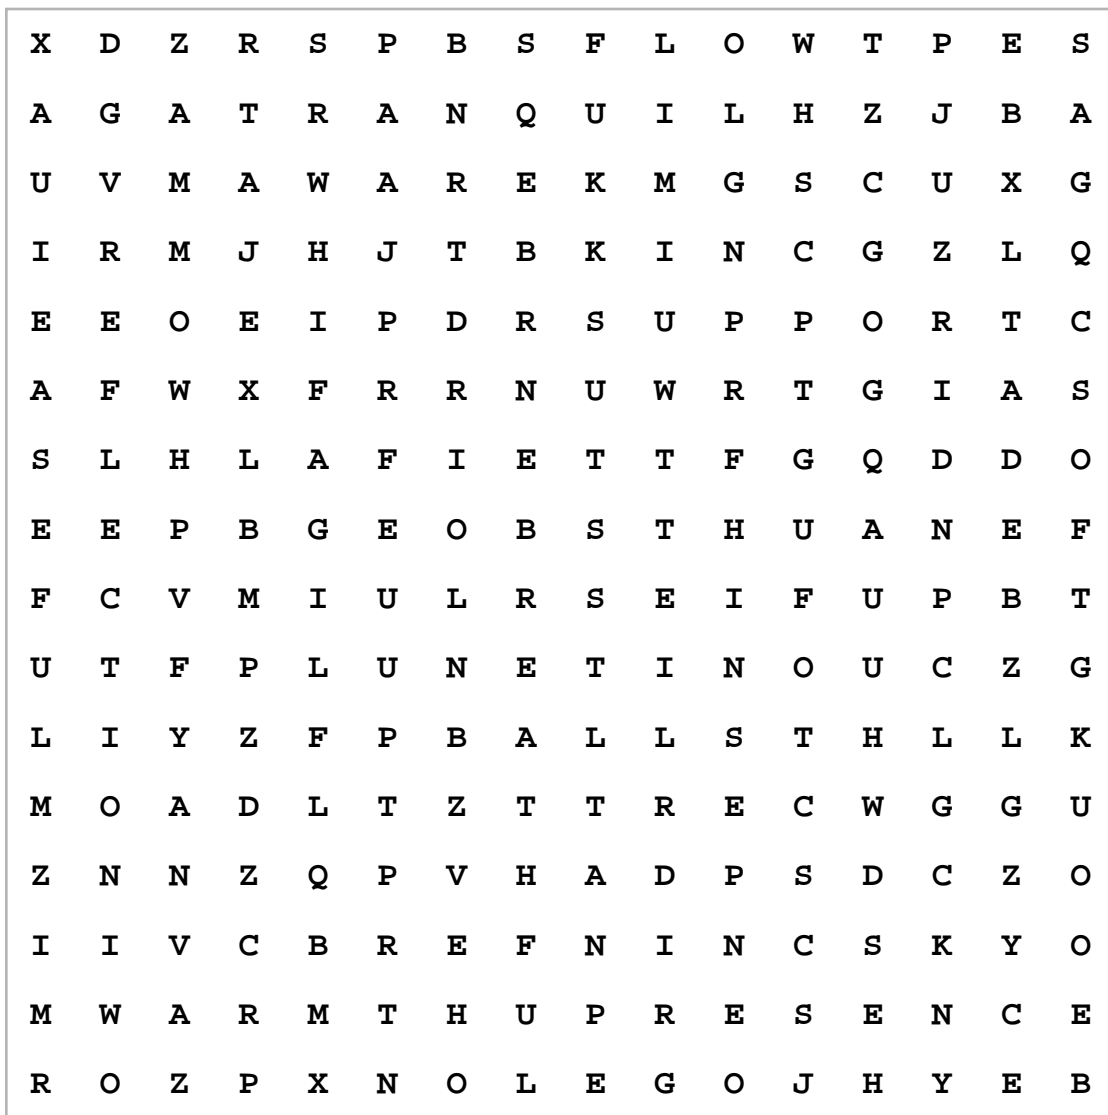 X D Z R S P B S F L O W T P E S
A G A T R A N Q U I L H Z J B A
U V M A W A R E K M G S C U X G
I R M J H J T B K I N C G Z L Q
E E O E I P D R S U P P O R T C
A F W X F R R N U W R T G I A S
S L H L A F I E T T F G Q D D O
E E P B G E O B S T H U A N E F
F C V M I U L R S E I F U P B T
U T F P L U N E T I N O U C Z G
L I Y Z F P B A L L S T H L L K
M O A D L T Z T T R E C W G G U
Z N N Z Q P V H A D P S D C Z O
I I V C B R E F N I N C S K Y O
M W A R M T H U P R E S E N C E
R O Z P X N O L E G O J H Y E B